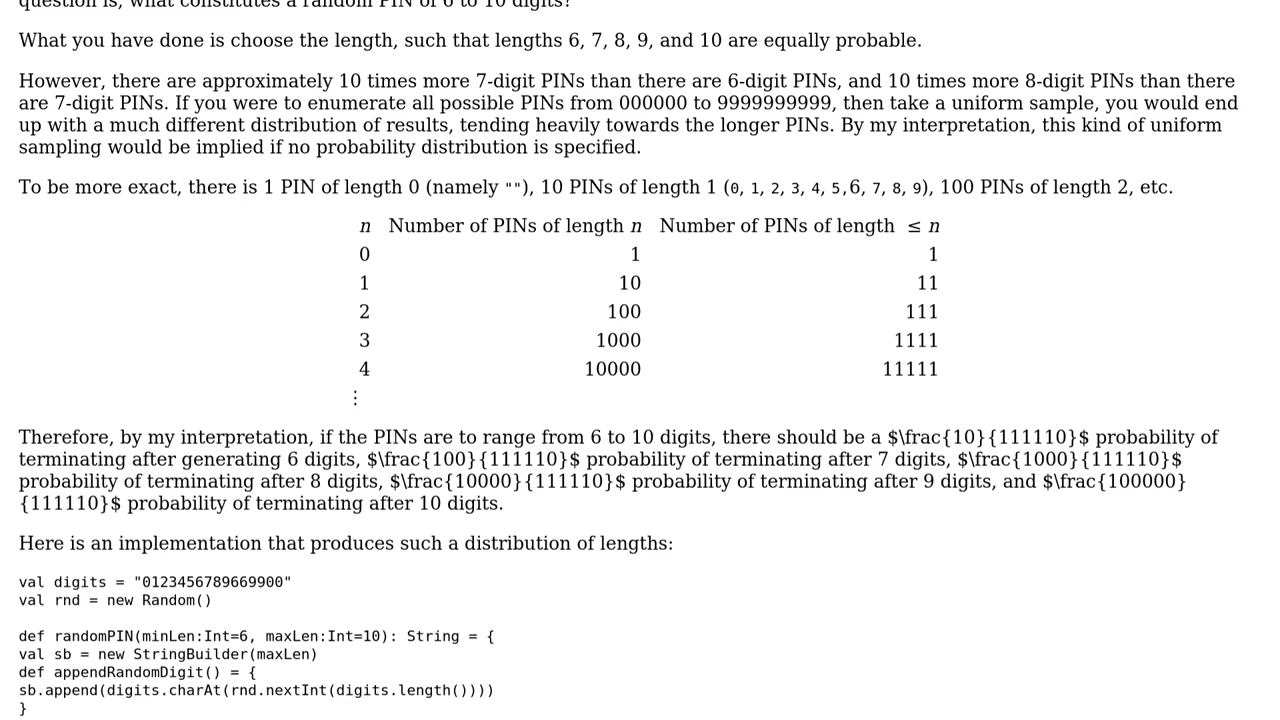 question is, what constitutes a random PIN of 6 to 10 digits?
What you have done is choose the length, such that lengths 6, 7, 8, 9, and 10 are equally probable.
However, there are approximately 10 times more 7-digit PINs than there are 6-digit PINs, and 10 times more 8-digit PINs than there
are 7-digit PINs. If you were to enumerate all possible PINs from 000000 to 9999999999, then take a uniform sample, you would end
up with a much different distribution of results, tending heavily towards the longer PINs. By my interpretation, this kind of uniform
sampling would be implied if no probability distribution is specified.
To be more exact, there is 1 PIN of length 0 (namely ""), 10 PINs of length 1 (0, 1, 2, 3, 4, 5,6, 7, 8, 9), 100 PINs of length 2, etc.
n Number of PINs of length n Number of PINs of length ≤ n
0 1 1
1 10 11
2 100 111
3 1000 1111
4 10000 11111
⋮
Therefore, by my interpretation, if the PINs are to range from 6 to 10 digits, there should be a $\frac{10}{111110}$ probability of
terminating after generating 6 digits, $\frac{100}{111110}$ probability of terminating after 7 digits, $\frac{1000}{111110}$
probability of terminating after 8 digits, $\frac{10000}{111110}$ probability of terminating after 9 digits, and $\frac{100000}
{111110}$ probability of terminating after 10 digits.
Here is an implementation that produces such a distribution of lengths:
val digits = "0123456789669900"
val rnd = new Random()
def randomPIN(minLen:Int=6, maxLen:Int=10): String = {
val sb = new StringBuilder(maxLen)
def appendRandomDigit() = {
sb.append(digits.charAt(rnd.nextInt(digits.length())))
}